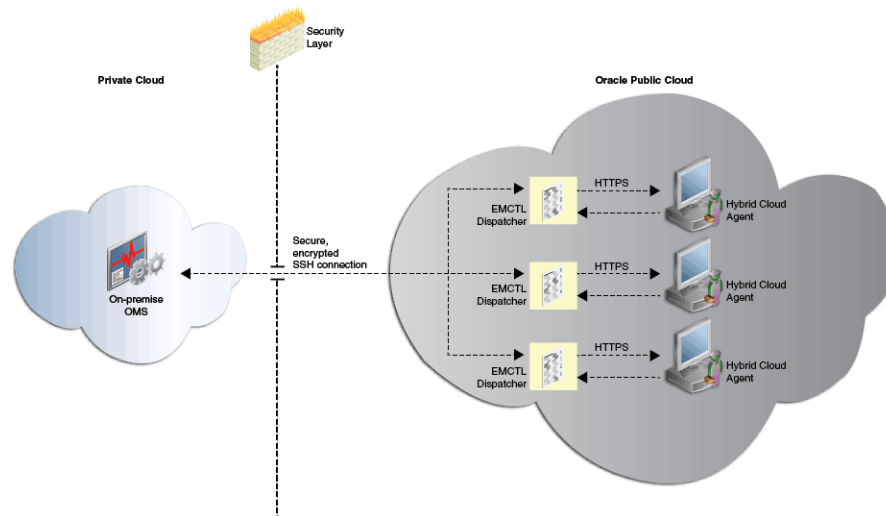 Security
Layer
Private Cloud
Oracle Public Cloud
HTTPS
EMCTL
Dispatcher
Hybrid Cloud
Agent
Secure,
encrypted
SSH connection
On-premise
OMS
HTTPS
EMCTL
Dispatcher
Hybrid Cloud
Agent
HTTPS
EMCTL
Dispatcher
Hybrid Cloud
Agent